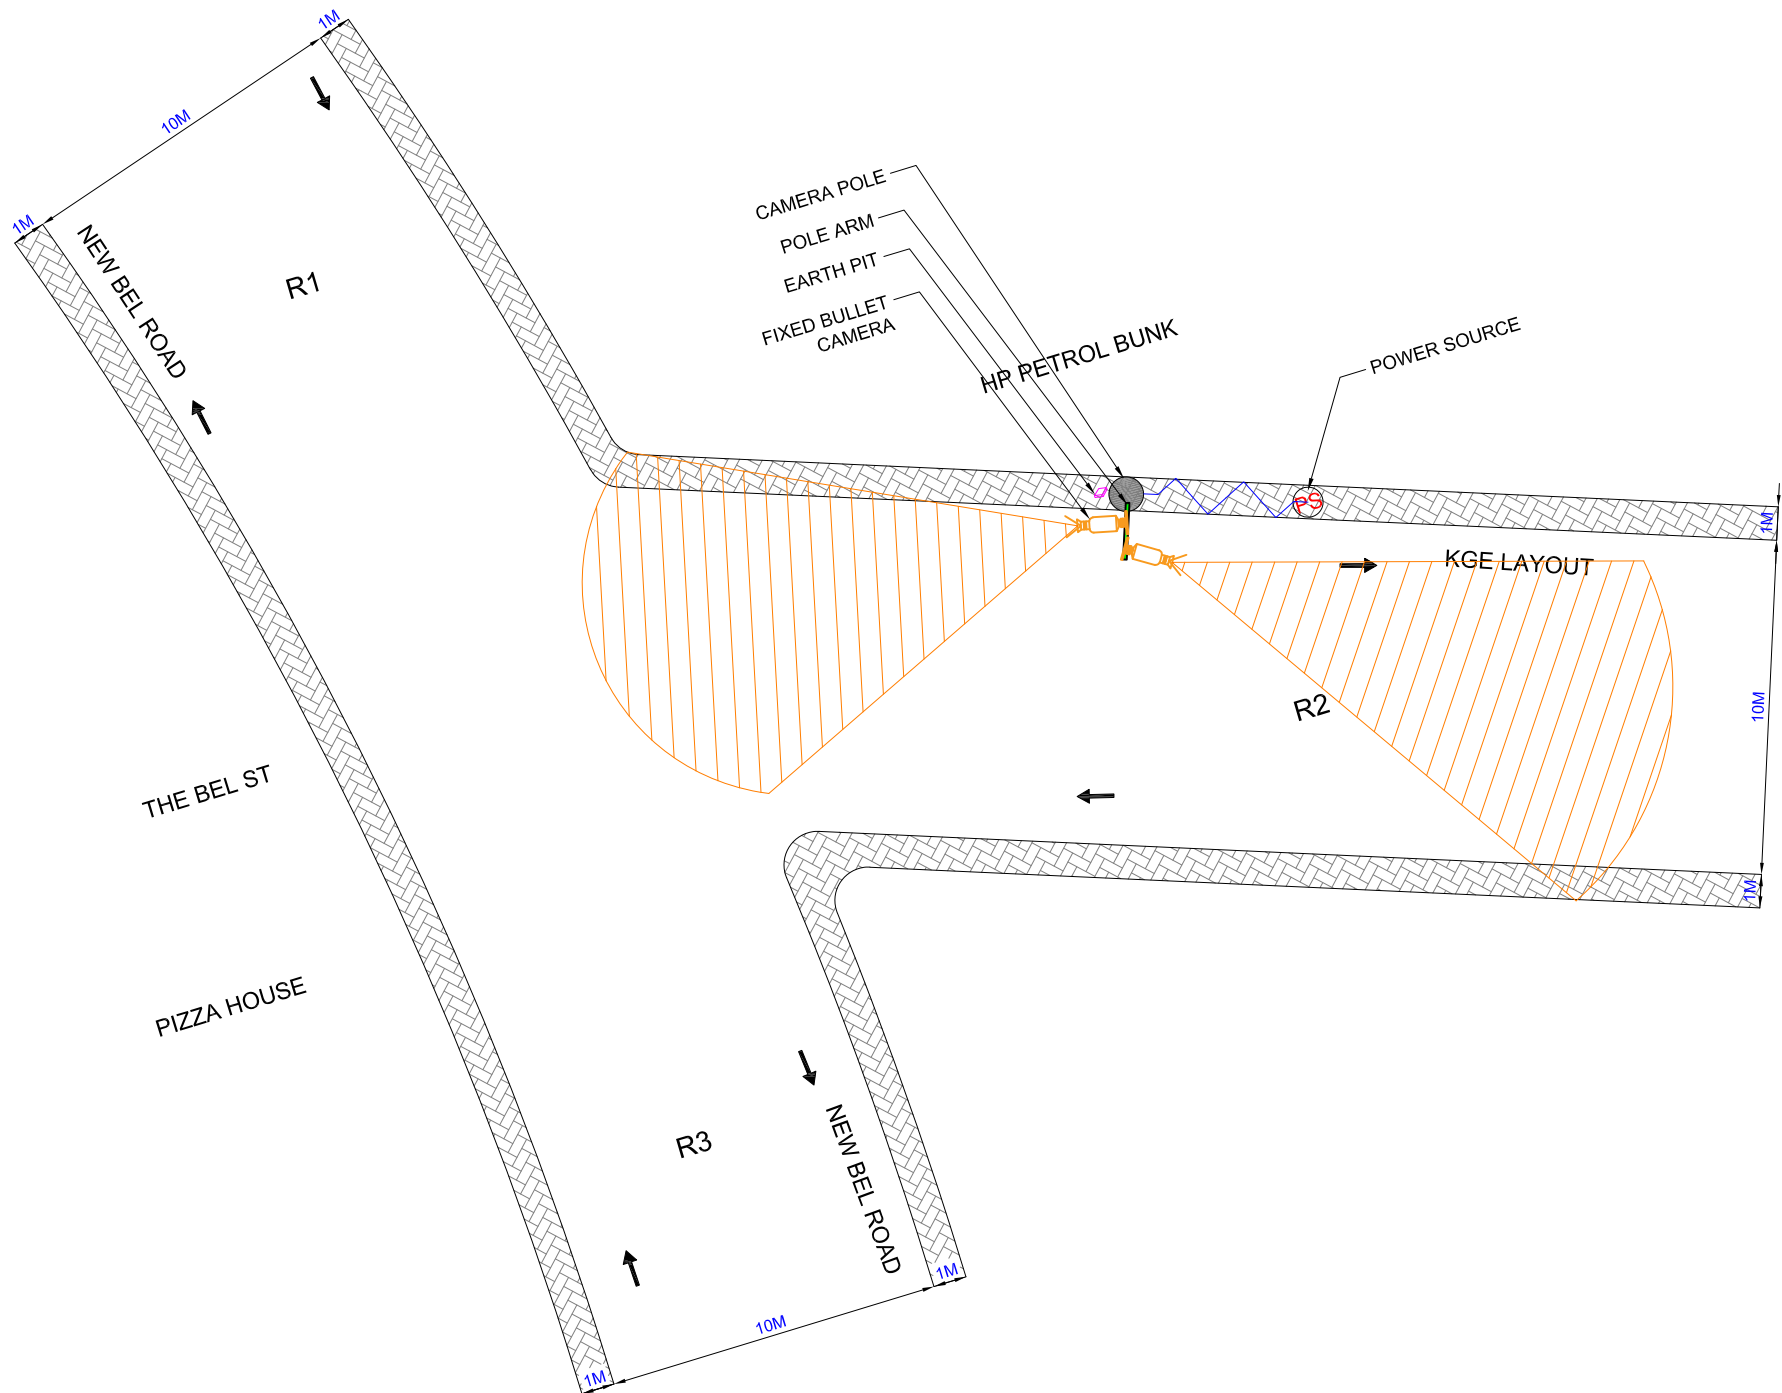 1M
10M
1M
NEW BEL ROAD
R1
CAMERA POLE
POLE ARM
EARTH PIT
FIXED BULLET
CAMERA
HP PETROL BUNK
POWER SOURCE
PS
1M
KGE LAYOUT
10M
R2
1M
THE BEL ST
PIZZA HOUSE
R3
NEW BEL ROAD
1M
10M
1M